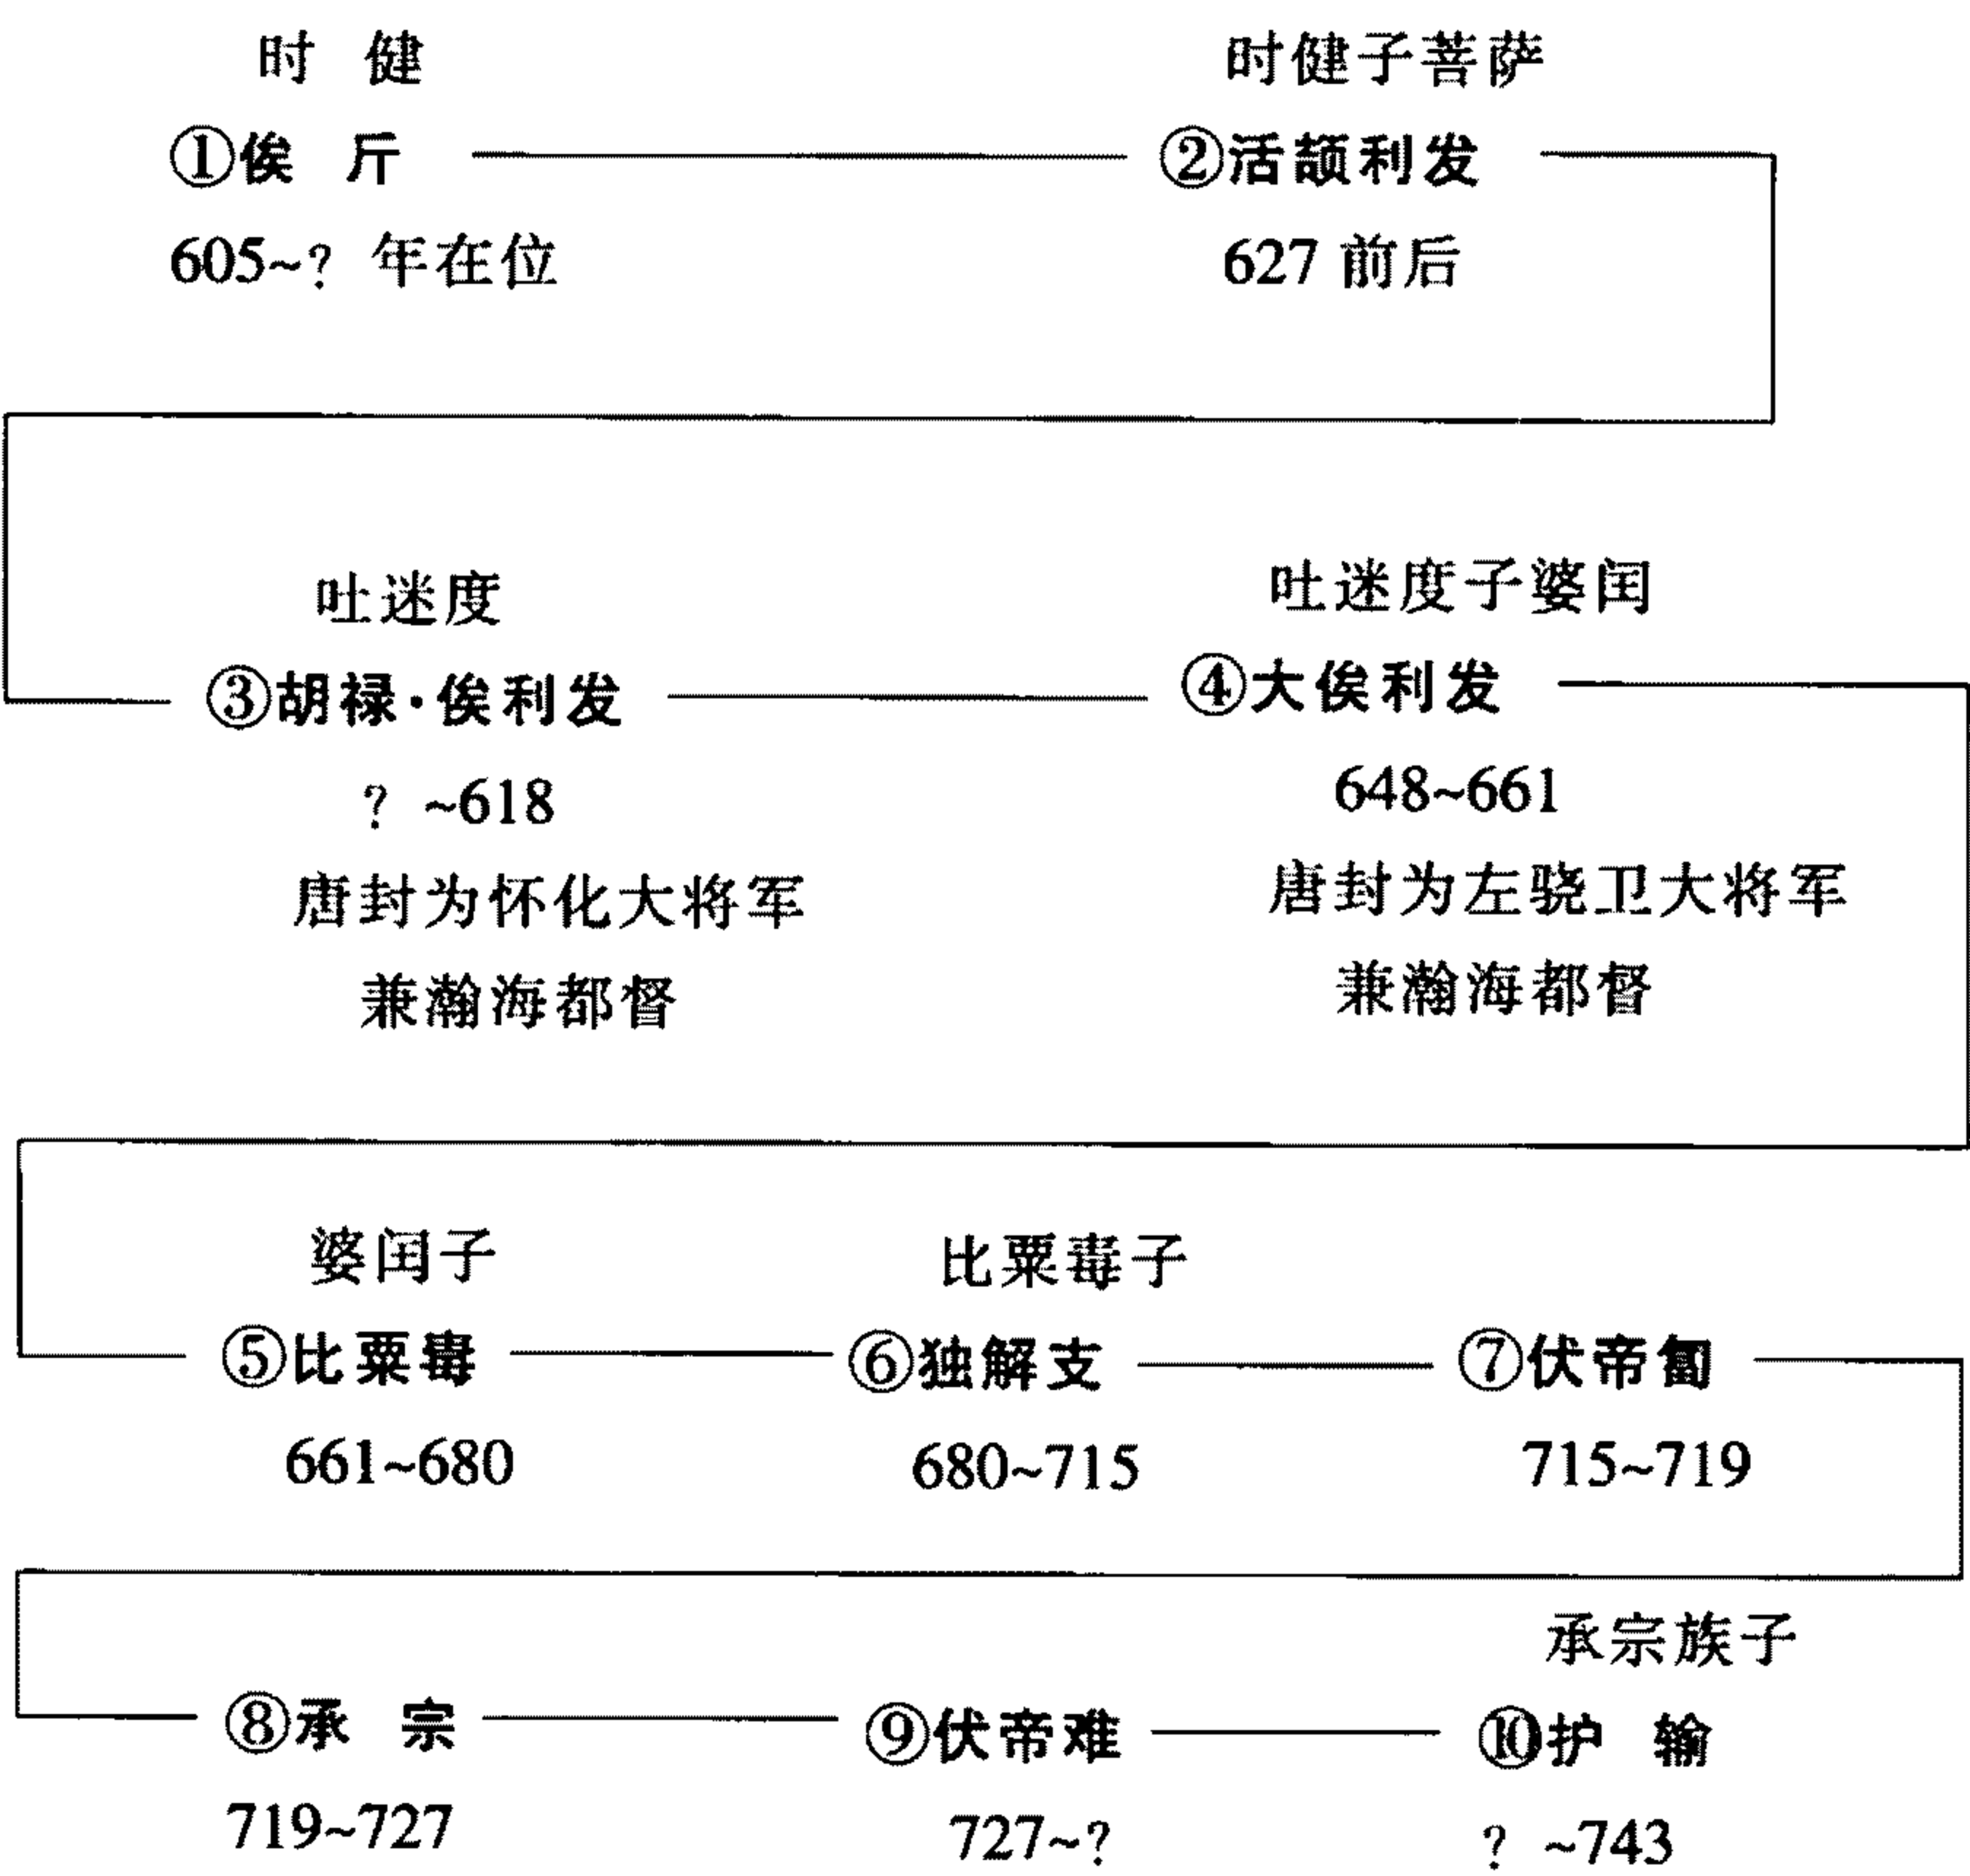 时 健
①俟 斤
605~? 年在位
时健子菩萨
②活颉利发
627 前后
吐迷度
③胡禄·俟利发
? ~618
唐封为怀化大将军
兼瀚海都督
吐迷度子婆闰
④大俟利发
648~661
唐封为左骁卫大将军
兼瀚海都督
婆闰子
⑤比粟毒
661~680
比粟毒子
⑥独解支
680~715
⑦伏帝匐
715~719
⑧承 宗
719~727
⑨伏帝难
727~?
承宗族子
⑩护 输
? ~743